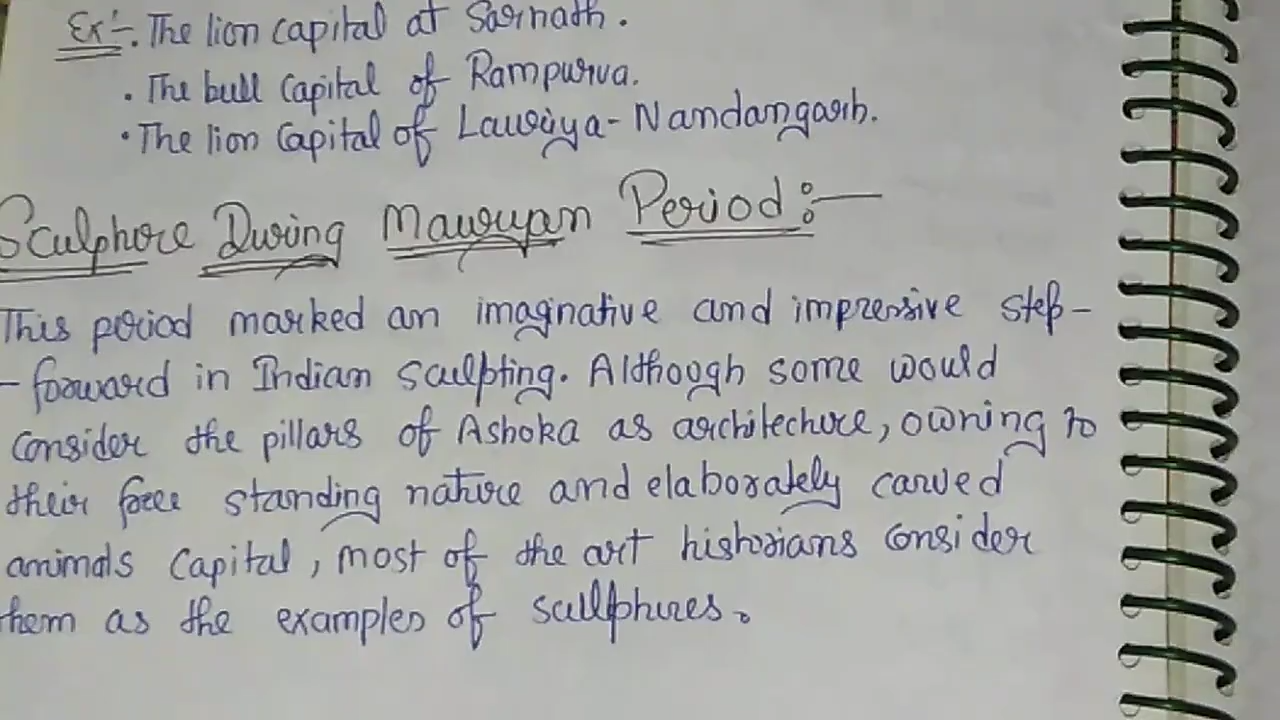 Ex:- The lion capital at Sarnath.
• The bull capital of Rampurva.
• The lion capital of Lauriya-Nandangarh.
Sculpture During Mauryan Period :—
This period marked an imaginative and impressive step-
-forward in Indian sculpting. Although some would
consider the pillars of Ashoka as architecture, owning to
their free standing nature and elaborately carved
animals capital, most of the art historians consider
them as the examples of sculptures.